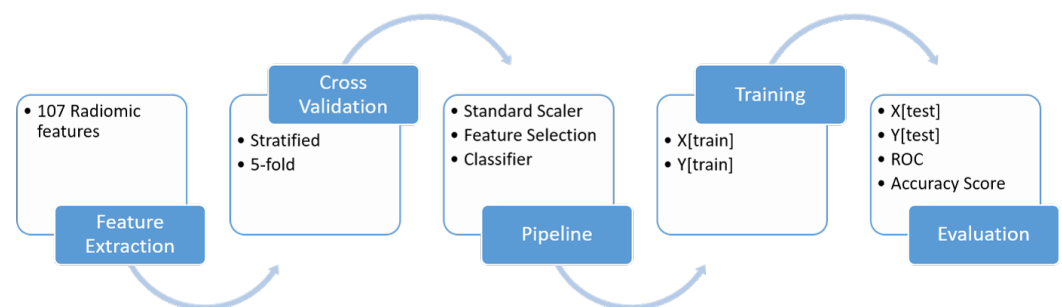 • 107 Radiomic
features
Feature
Extraction
Cross
Validation
• Stratified
• 5-fold
• Standard Scaler
• Feature Selection
• Classifier
Pipeline
Training
• X[train]
• Y[train]
• X[test]
• Y[test]
• ROC
• Accuracy Score
Evaluation